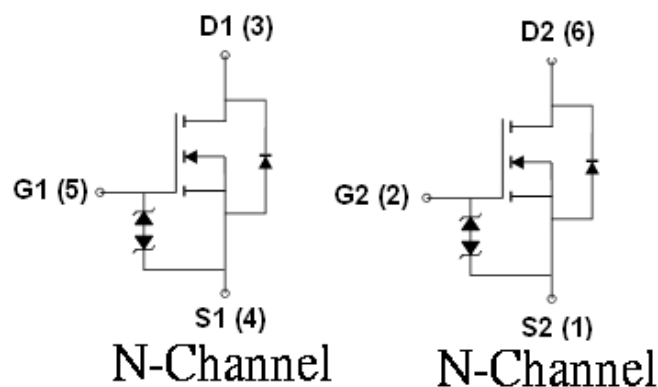 D1 (3)
G1 (5)
S1 (4)
N-Channel
D2 (6)
G2 (2)
S2 (1)
N-Channel